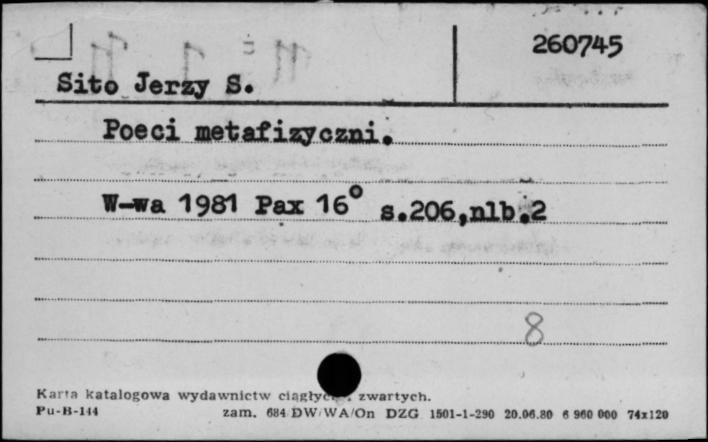 260745
Sito Jerzy S.
Poeci metafizyczni.
W-wa 1981 Pax 16° s.206,nlb.2
8
Karta katalogowa wydawnictw ciągłych i zwartych.
Pu-B-144 zam. 684 DW/WA/On DZG 1501-1-290 20.06.80 6 960 000 74x120